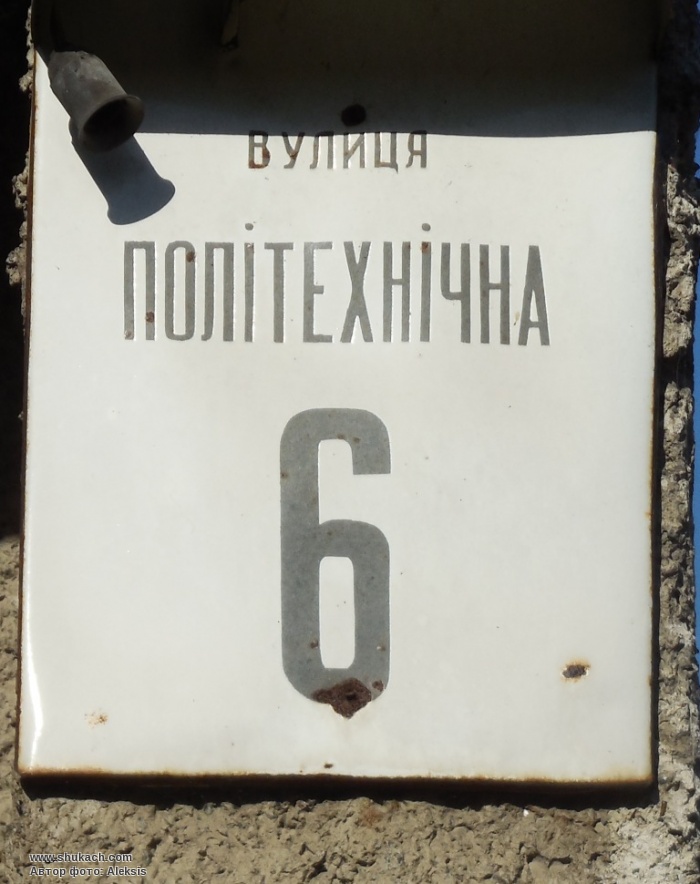 ВУЛИЦЯ
ПОЛІТЕХНІЧНА
6
www.shukach.com
Автор фото: Aleksis